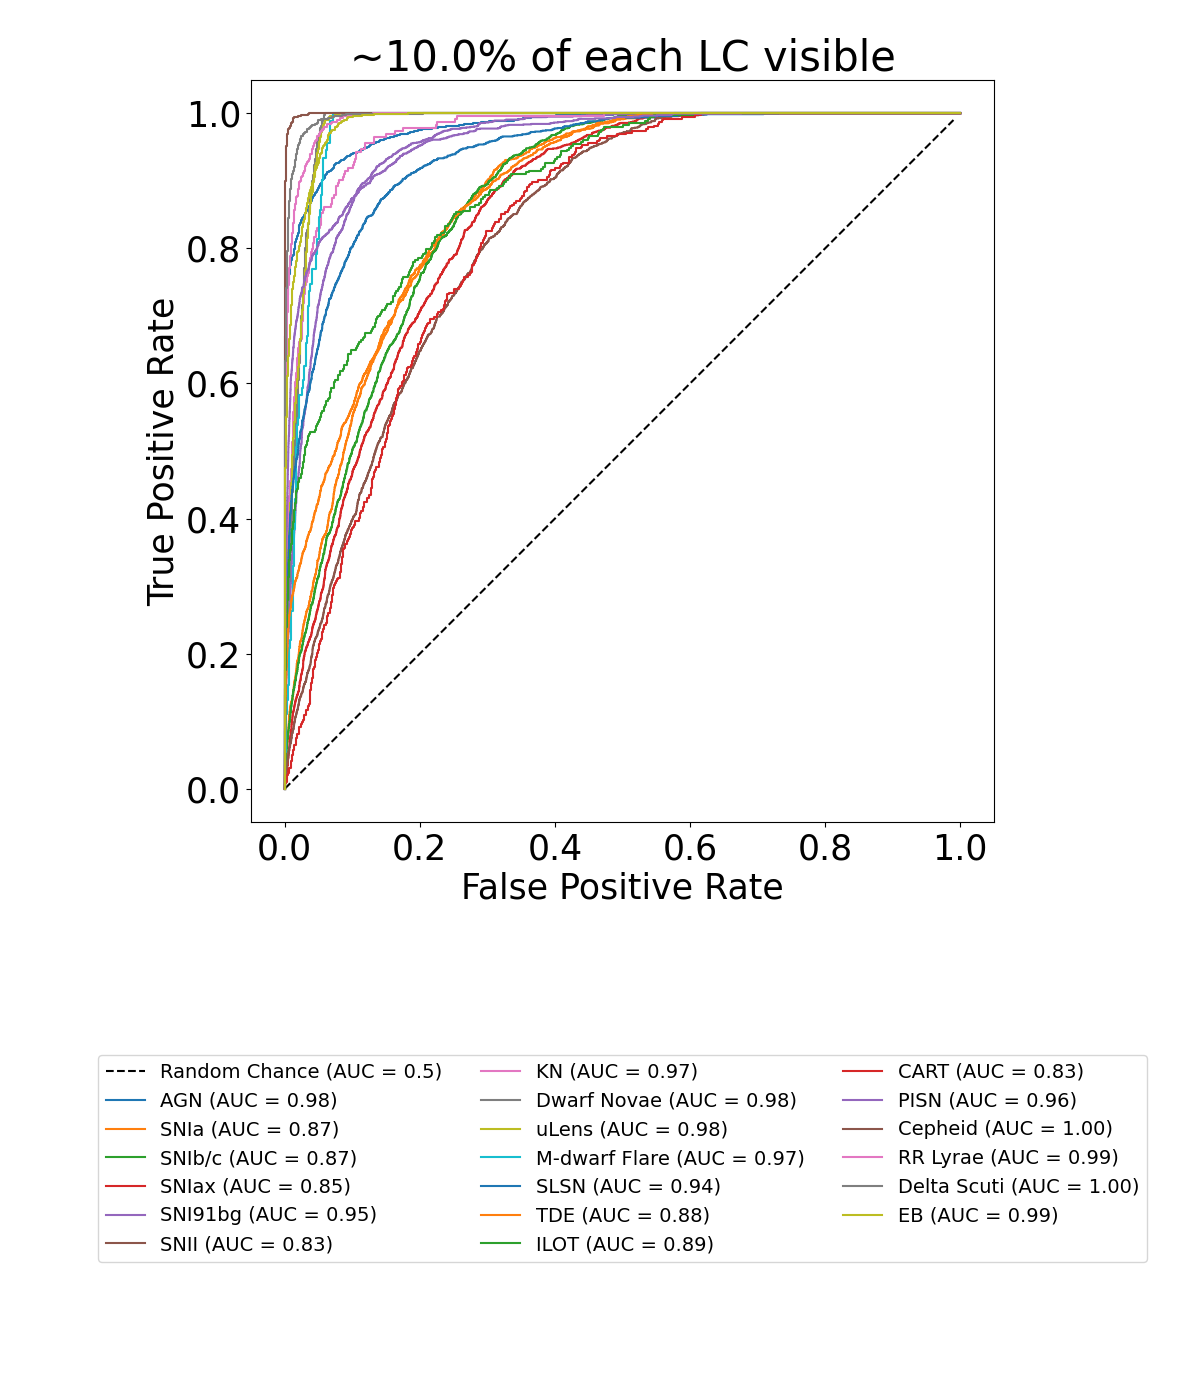 ~10.0% of each LC visible
True Positive Rate
1.0
0.8
0.6
0.4
0.2
0.0
0.0 0.2 0.4 0.6 0.8 1.0
False Positive Rate
Random Chance (AUC = 0.5)
AGN (AUC = 0.98)
SNIa (AUC = 0.87)
SNIb/c (AUC = 0.87)
SNIax (AUC = 0.85)
SNI91bg (AUC = 0.95)
SNII (AUC = 0.83)
KN (AUC = 0.97)
Dwarf Novae (AUC = 0.98)
uLens (AUC = 0.98)
M-dwarf Flare (AUC = 0.97)
SLSN (AUC = 0.94)
TDE (AUC = 0.88)
ILOT (AUC = 0.89)
CART (AUC = 0.83)
PISN (AUC = 0.96)
Cepheid (AUC = 1.00)
RR Lyrae (AUC = 0.99)
Delta Scuti (AUC = 1.00)
EB (AUC = 0.99)